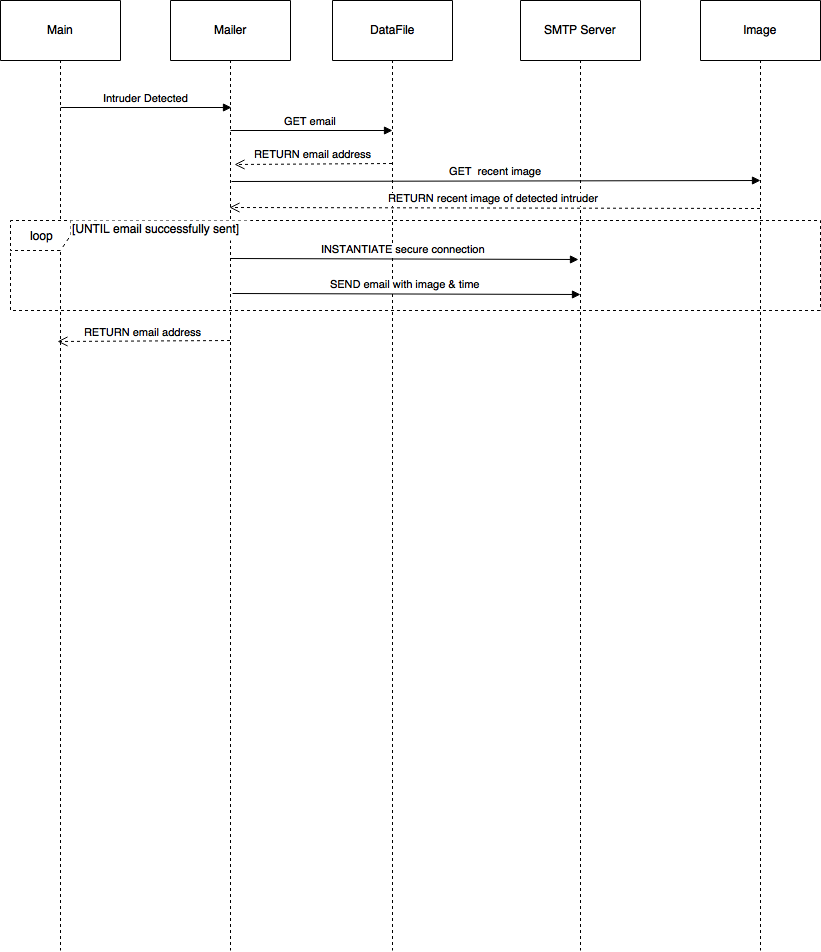 Main
Mailer
DataFile
SMTP Server
Image
Intruder Detected
GET email
RETURN email address
GET  recent image
RETURN recent image of detected intruder
loop
[UNTIL email successfully sent]
INSTANTIATE secure connection
SEND email with image & time
RETURN email address